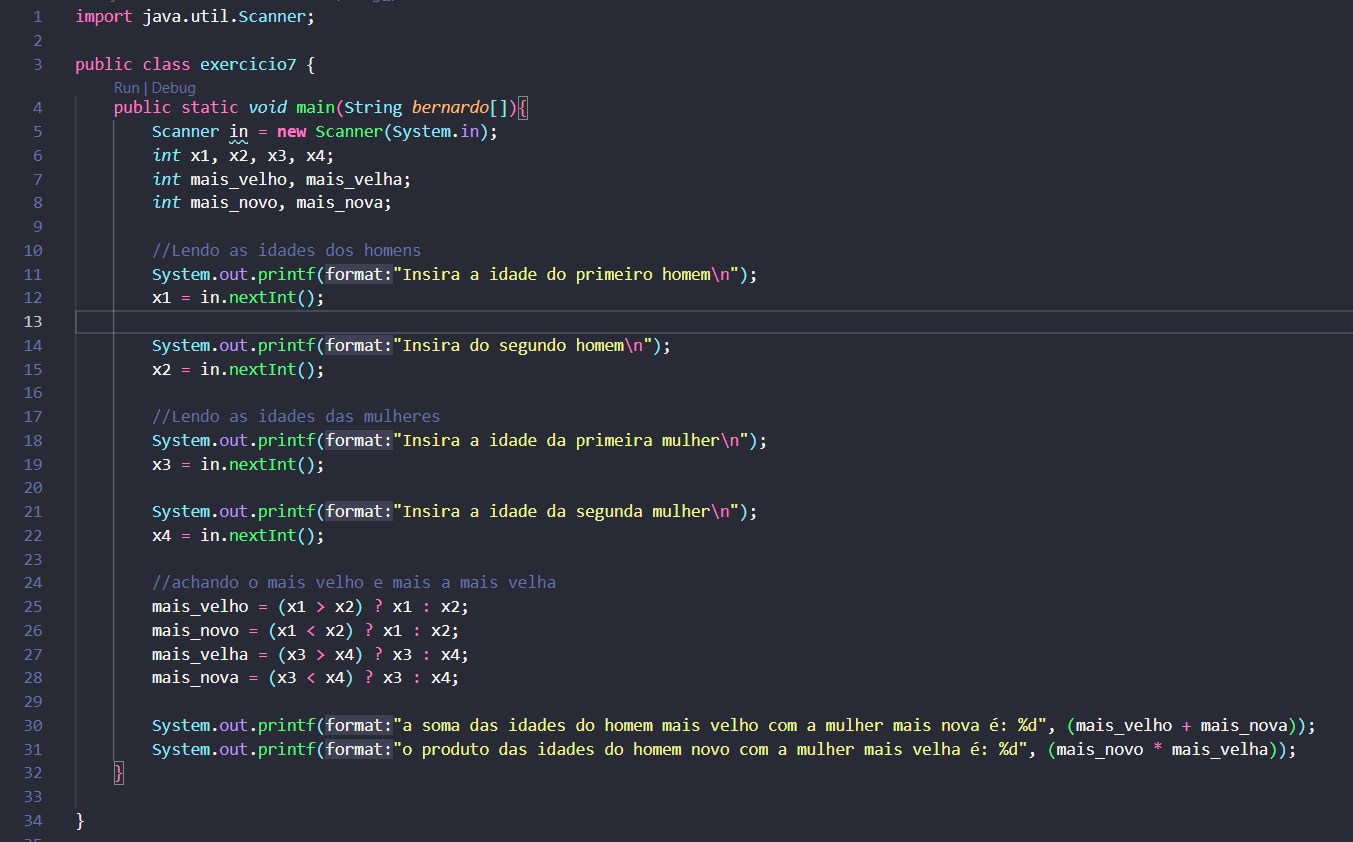 1 import java.util.Scanner;
2
3 public class exercicio7 {
Run | Debug
4 public static void main(String bernardo[]){
5 Scanner in = new Scanner(System.in);
6 int x1, x2, x3, x4;
7 int mais_velho, mais_velha;
8 int mais_novo, mais_nova;
9
10 //Lendo as idades dos homens
11 System.out.printf(format:"Insira a idade do primeiro homem\n");
12 x1 = in.nextInt();
13
14 System.out.printf(format:"Insira do segundo homem\n");
15 x2 = in.nextInt();
16
17 //Lendo as idades das mulheres
18 System.out.printf(format:"Insira a idade da primeira mulher\n");
19 x3 = in.nextInt();
20
21 System.out.printf(format:"Insira a idade da segunda mulher\n");
22 x4 = in.nextInt();
23
24 //achando o mais velho e mais a mais velha
25 mais_velho = (x1 > x2) ? x1 : x2;
26 mais_novo = (x1 < x2) ? x1 : x2;
27 mais_velha = (x3 > x4) ? x3 : x4;
28 mais_nova = (x3 < x4) ? x3 : x4;
29
30 System.out.printf(format:"a soma das idades do homem mais velho com a mulher mais nova é: %d", (mais_velho + mais_nova));
31 System.out.printf(format:"o produto das idades do homem novo com a mulher mais velha é: %d", (mais_novo * mais_velha));
32 }
33
34 }